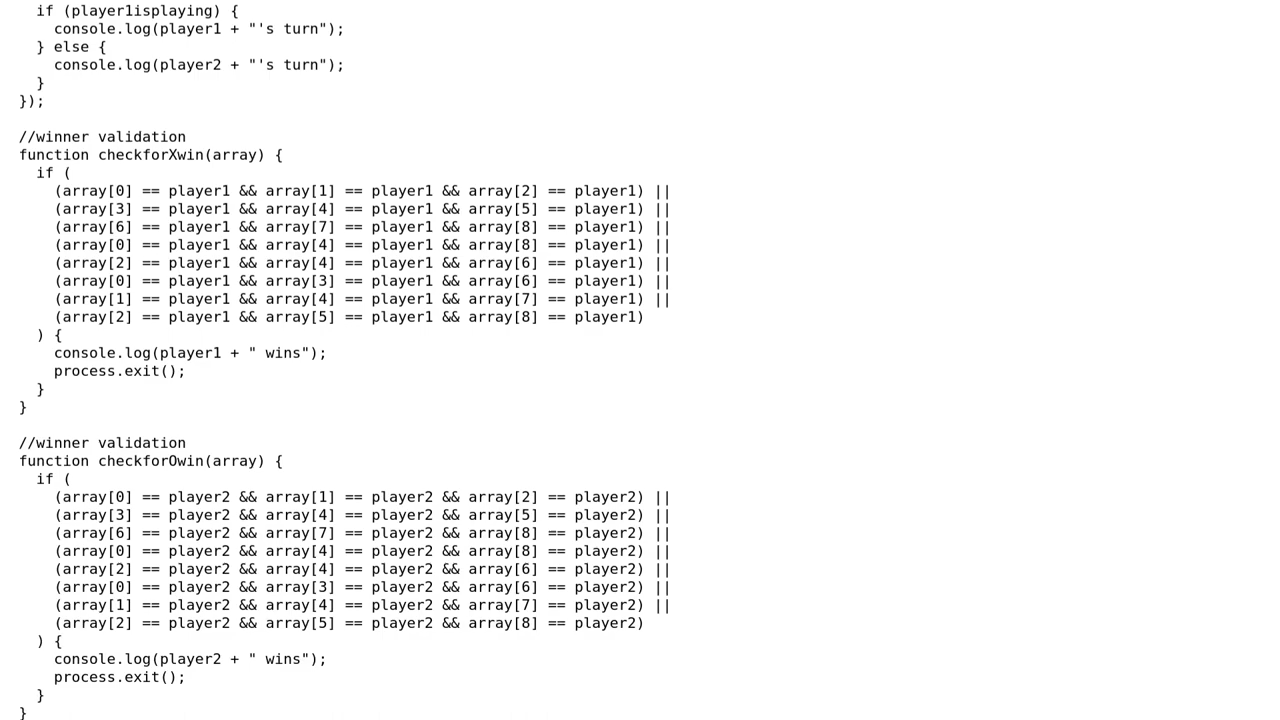 if (player1isplaying) {
    console.log(player1 + "'s turn");
  } else {
    console.log(player2 + "'s turn");
  }
});

//winner validation
function checkforXwin(array) {
  if (
    (array[0] == player1 && array[1] == player1 && array[2] == player1) ||
    (array[3] == player1 && array[4] == player1 && array[5] == player1) ||
    (array[6] == player1 && array[7] == player1 && array[8] == player1) ||
    (array[0] == player1 && array[4] == player1 && array[8] == player1) ||
    (array[2] == player1 && array[4] == player1 && array[6] == player1) ||
    (array[0] == player1 && array[3] == player1 && array[6] == player1) ||
    (array[1] == player1 && array[4] == player1 && array[7] == player1) ||
    (array[2] == player1 && array[5] == player1 && array[8] == player1)
  ) {
    console.log(player1 + " wins");
    process.exit();
  }
}

//winner validation
function checkforOwin(array) {
  if (
    (array[0] == player2 && array[1] == player2 && array[2] == player2) ||
    (array[3] == player2 && array[4] == player2 && array[5] == player2) ||
    (array[6] == player2 && array[7] == player2 && array[8] == player2) ||
    (array[0] == player2 && array[4] == player2 && array[8] == player2) ||
    (array[2] == player2 && array[4] == player2 && array[6] == player2) ||
    (array[0] == player2 && array[3] == player2 && array[6] == player2) ||
    (array[1] == player2 && array[4] == player2 && array[7] == player2) ||
    (array[2] == player2 && array[5] == player2 && array[8] == player2)
  ) {
    console.log(player2 + " wins");
    process.exit();
  }
}